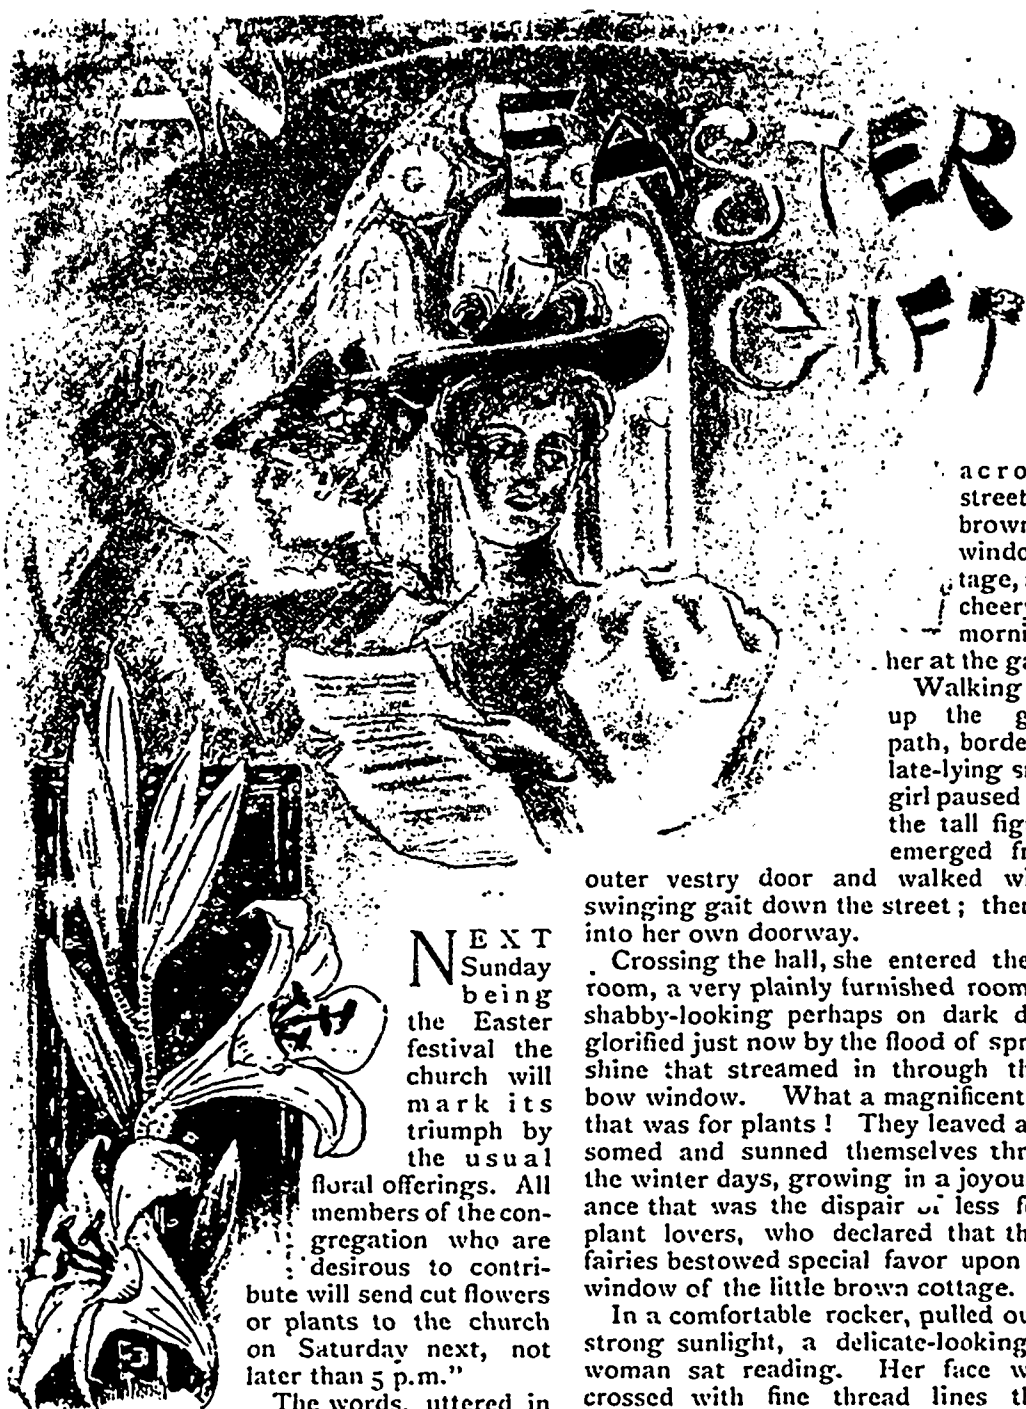 AN EASTER
GIFT
NEXT
Sunday
being
the Easter
festival the
church will
mark its
triumph by
the usual
floral offerings. All
members of the con-
gregation who are
desirous to contri-
bute will send cut flowers
or plants to the church
on Saturday next, not
later than 5 p.m."
The words, uttered in
acro
street
brown
windo
tage,
cheer
morni
her at the ga
Walking
up the g
path, borde
late-lying sn
girl paused
the tall fig
emerged fr
outer vestry door and walked wi
swinging gait down the street; then
into her own doorway.
Crossing the hall, she entered the
room, a very plainly furnished room
shabby-looking perhaps on dark d
glorified just now by the flood of spr
shine that streamed in through th
bow window. What a magnificent
that was for plants! They leaved a
somed and sunned themselves thr
the winter days, growing in a joyou
ance that was the dispair of less f
plant lovers, who declared that th
fairies bestowed special favor upon
window of the little brown cottage.
In a comfortable rocker, pulled ou
strong sunlight, a delicate-looking
woman sat reading. Her face w
crossed with fine thread lines th